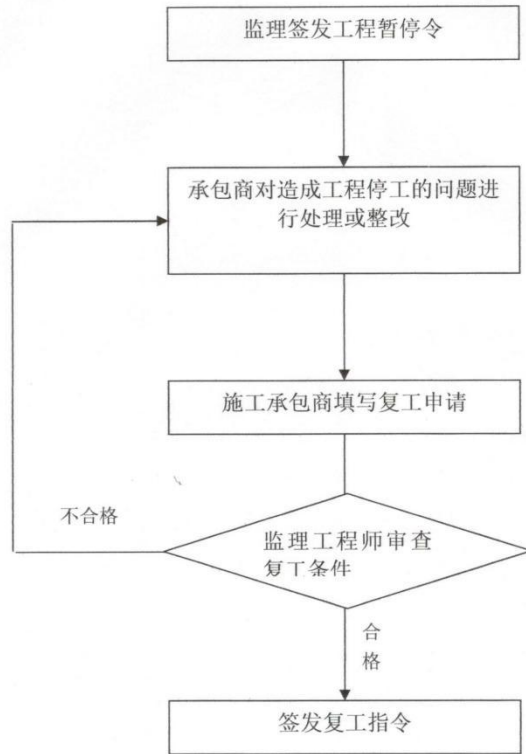 监理签发工程暂停令
承包商对造成工程停工的问题进
行处理或整改
施工承包商填写复工申请
不合格
监理工程师审查
复工条件
合
格
签发复工指令